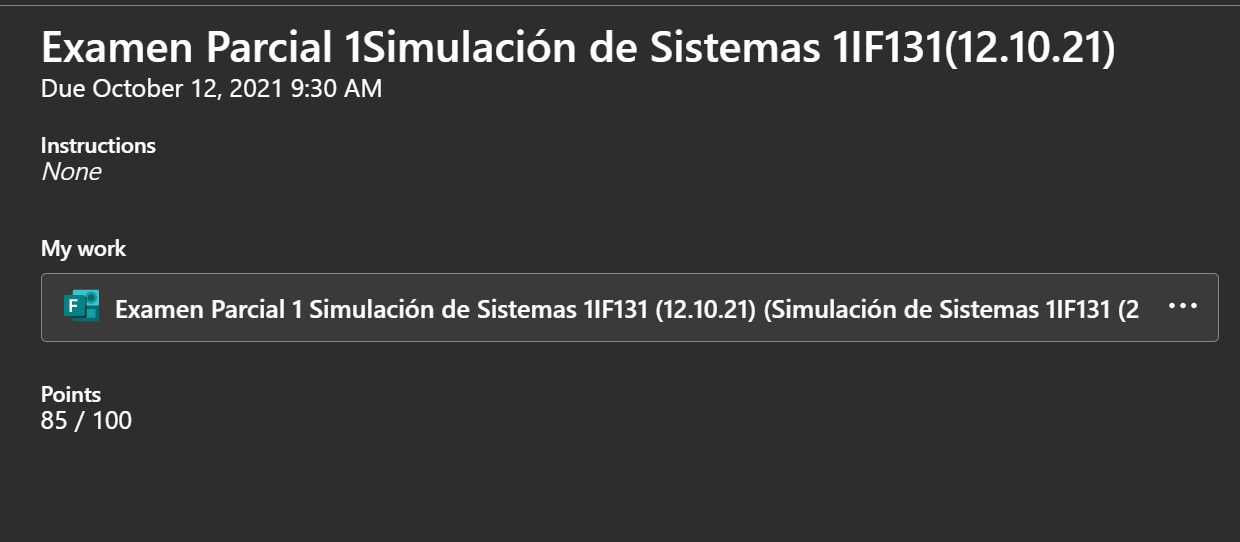 Examen Parcial 1Simulación de Sistemas 1IF131(12.10.21)
Due October 12, 2021 9:30 AM
Instructions
None
My work
F Examen Parcial 1 Simulación de Sistemas 1IF131 (12.10.21) (Simulación de Sistemas 1IF131 (2 ...
Points
85 / 100